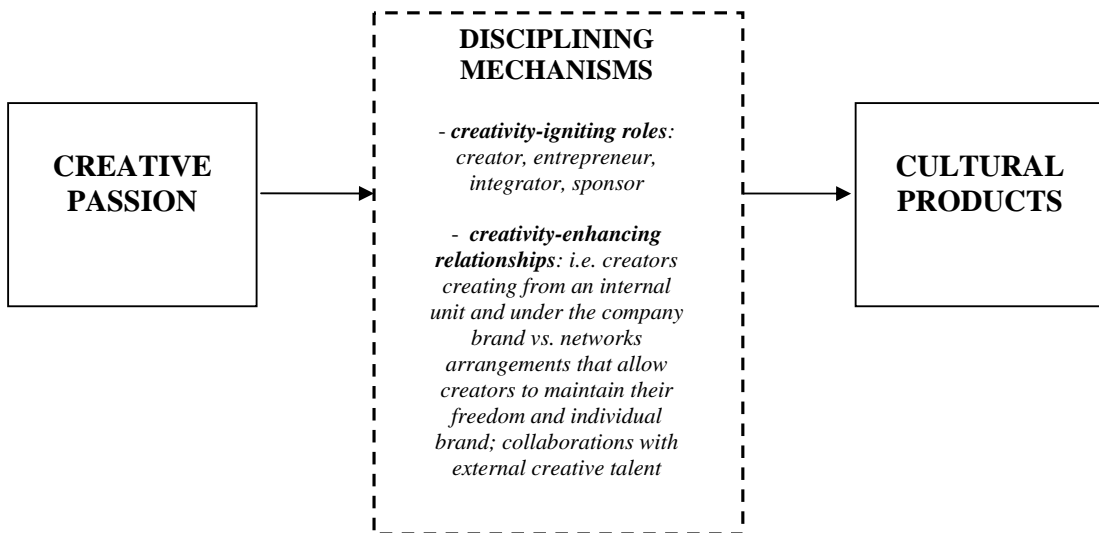 DISCIPLINING
MECHANISMS
CREATIVE
PASSION
- creativity-igniting roles:
creator, entrepreneur,
integrator, sponsor
- creativity-enhancing
relationships: i.e. creators
creating from an internal
unit and under the company
brand vs. networks
arrangements that allow
creators to maintain their
freedom and individual
brand; collaborations with
external creative talent
CULTURAL
PRODUCTS